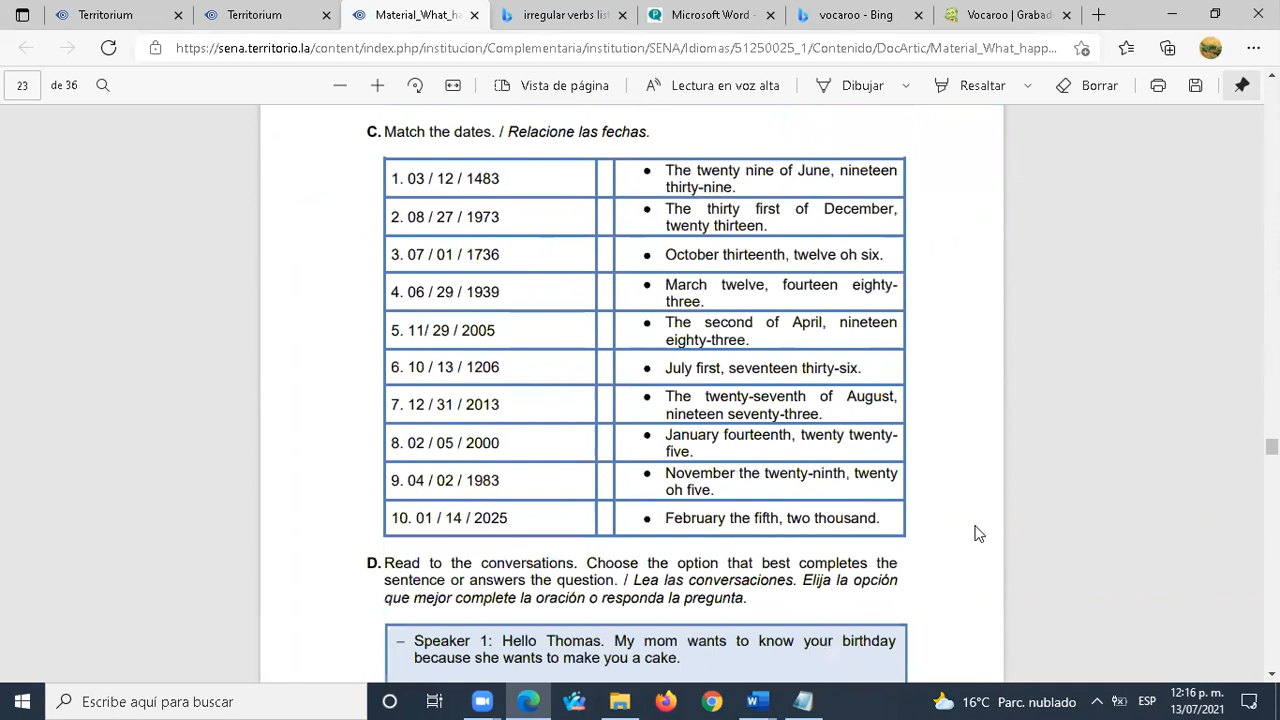 Territorium
Territorium
Material_What_ha
irregular verbs list
Microsoft Word -
vocaroo - Bing
Vocaroo | Grabad
https://sena.territorio.la/content/index.php/institucion/Complementaria/institution/SENA/Idiomas/51250025_1/Contenido/DocArtic/Material_What_happ...
23 de 36
Vista de página
Lectura en voz alta
Dibujar
Resaltar
Borrar
C. Match the dates. / Relacione las fechas.
1. 03 / 12 / 1483
• The twenty nine of June, nineteen
thirty-nine.
2. 08 / 27 / 1973
• The thirty first of December,
twenty thirteen.
3. 07 / 01 / 1736
• October thirteenth, twelve oh six.
4. 06 / 29 / 1939
• March twelve, fourteen eighty-
three.
5. 11/ 29 / 2005
• The second of April, nineteen
eighty-three.
6. 10 / 13 / 1206
• July first, seventeen thirty-six.
7. 12 / 31 / 2013
• The twenty-seventh of August,
nineteen seventy-three.
8. 02 / 05 / 2000
• January fourteenth, twenty twenty-
five.
9. 04 / 02 / 1983
• November the twenty-ninth, twenty
oh five.
10. 01 / 14 / 2025
• February the fifth, two thousand.
D. Read to the conversations. Choose the option that best completes the
sentence or answers the question. / Lea las conversaciones. Elija la opción
que mejor complete la oración o responda la pregunta.
– Speaker 1: Hello Thomas. My mom wants to know your birthday
because she wants to make you a cake.
Escribe aquí para buscar
16°C Parc. nublado
ESP
12:16 p. m.
13/07/2021